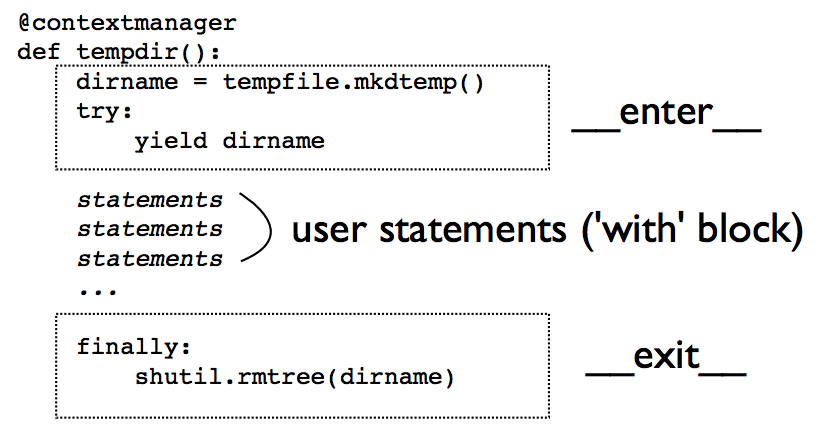 @contextmanager
def tempdir():
    dirname = tempfile.mkdtemp()
    try:
        yield dirname
__enter__
    statements
    statements
    statements
    ...
user statements ('with' block)
    finally:
        shutil.rmtree(dirname)
__exit__